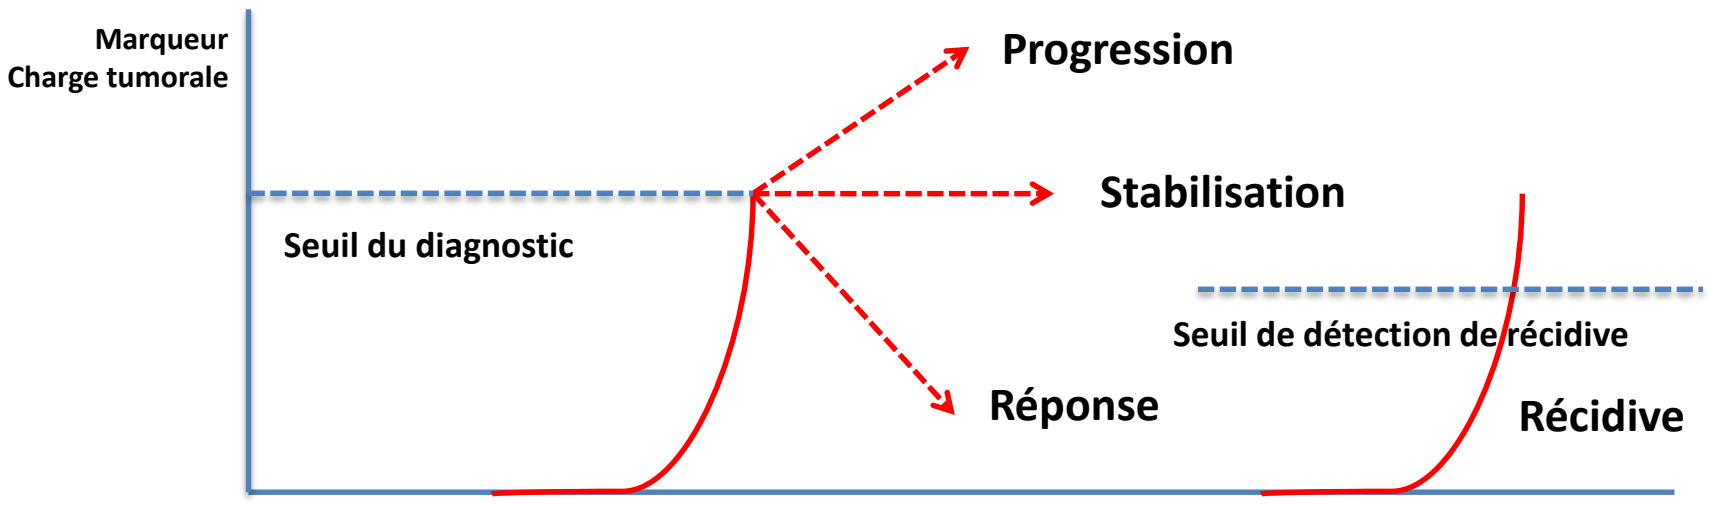 Marqueur
Charge tumorale
Progression
Stabilisation
Seuil du diagnostic
Seuil de détection de récidive
Réponse
Récidive